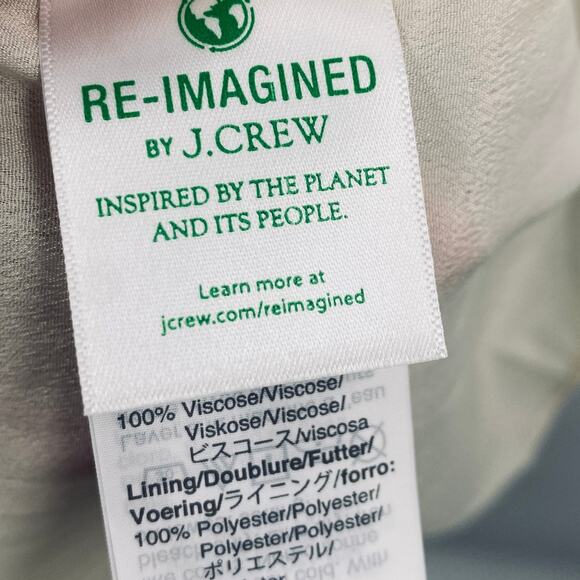 RE-IMAGINED
BY J.CREW
INSPIRED BY THE PLANET
AND ITS PEOPLE.
Learn more at
jcrew.com/reimagined
100% Viscose/Viscose/
Viskose/Viscose/
ビスコース/viscosa
Lining/Doublure/Futter/
Voering/ライニング/forro:
100% Polyester/Polyester/
Polyester/Polyester/
ポリエステル/